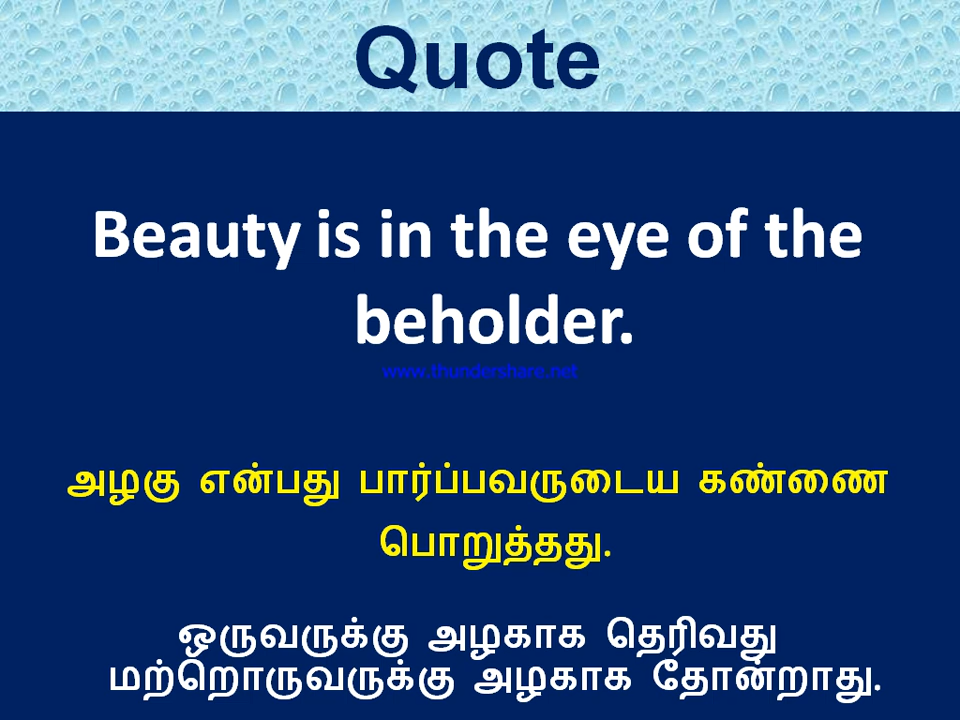 Quote
Beauty is in the eye of the
beholder.
www.thundershare.net
அழகு என்பது பார்ப்பவருடைய கண்ணை
பொறுத்தது.
ஒருவருக்கு அழகாக தெரிவது
மற்றொருவருக்கு அழகாக தோன்றாது.